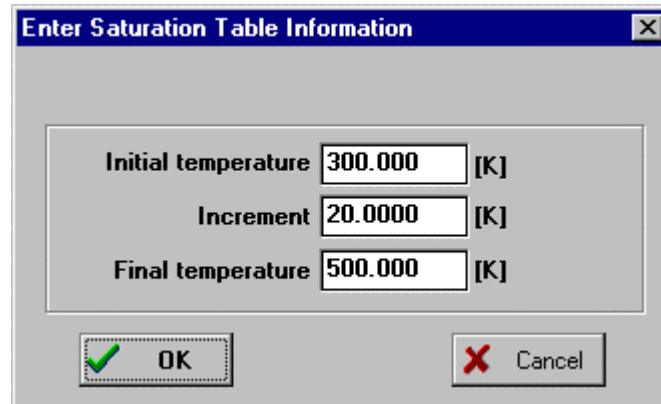 Enter Saturation Table Information
Initial temperature 300.000 [K]
Increment 20.0000 [K]
Final temperature 500.000 [K]
OK Cancel